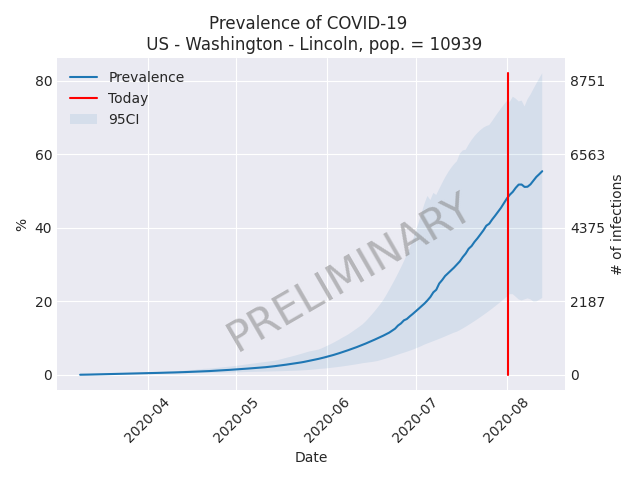 Prevalence of COVID-19
US - Washington - Lincoln, pop. = 10939
Prevalence
Today
95CI
80
60
40
20
0
%
8751
6563
4375
2187
0
# of infections
PRELIMINARY
2020-04
2020-05
2020-06
2020-07
2020-08
Date